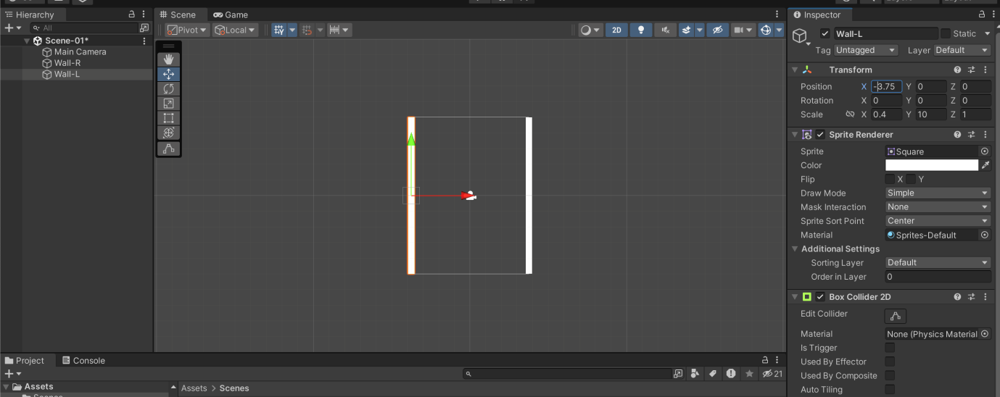 Hierarchy
Scene
Game
Inspector
All
Pivot
Local
2D
Wall-L
Static
Scene-01*
Main Camera
Wall-R
Wall-L
Tag Untagged
Layer Default
Transform
Position X -3.75 Y 0 Z 0
Rotation X 0 Y 0 Z 0
Scale X 0.4 Y 10 Z 1
Sprite Renderer
Sprite Square
Color
Flip X Y
Draw Mode Simple
Mask Interaction None
Sprite Sort Point Center
Material Sprites-Default
Additional Settings
Sorting Layer Default
Order in Layer 0
Box Collider 2D
Edit Collider
Material None (Physics Material
Is Trigger
Used By Effector
Used By Composite
Auto Tiling
Project
Console
21
Assets
Assets > Scenes
Scenes